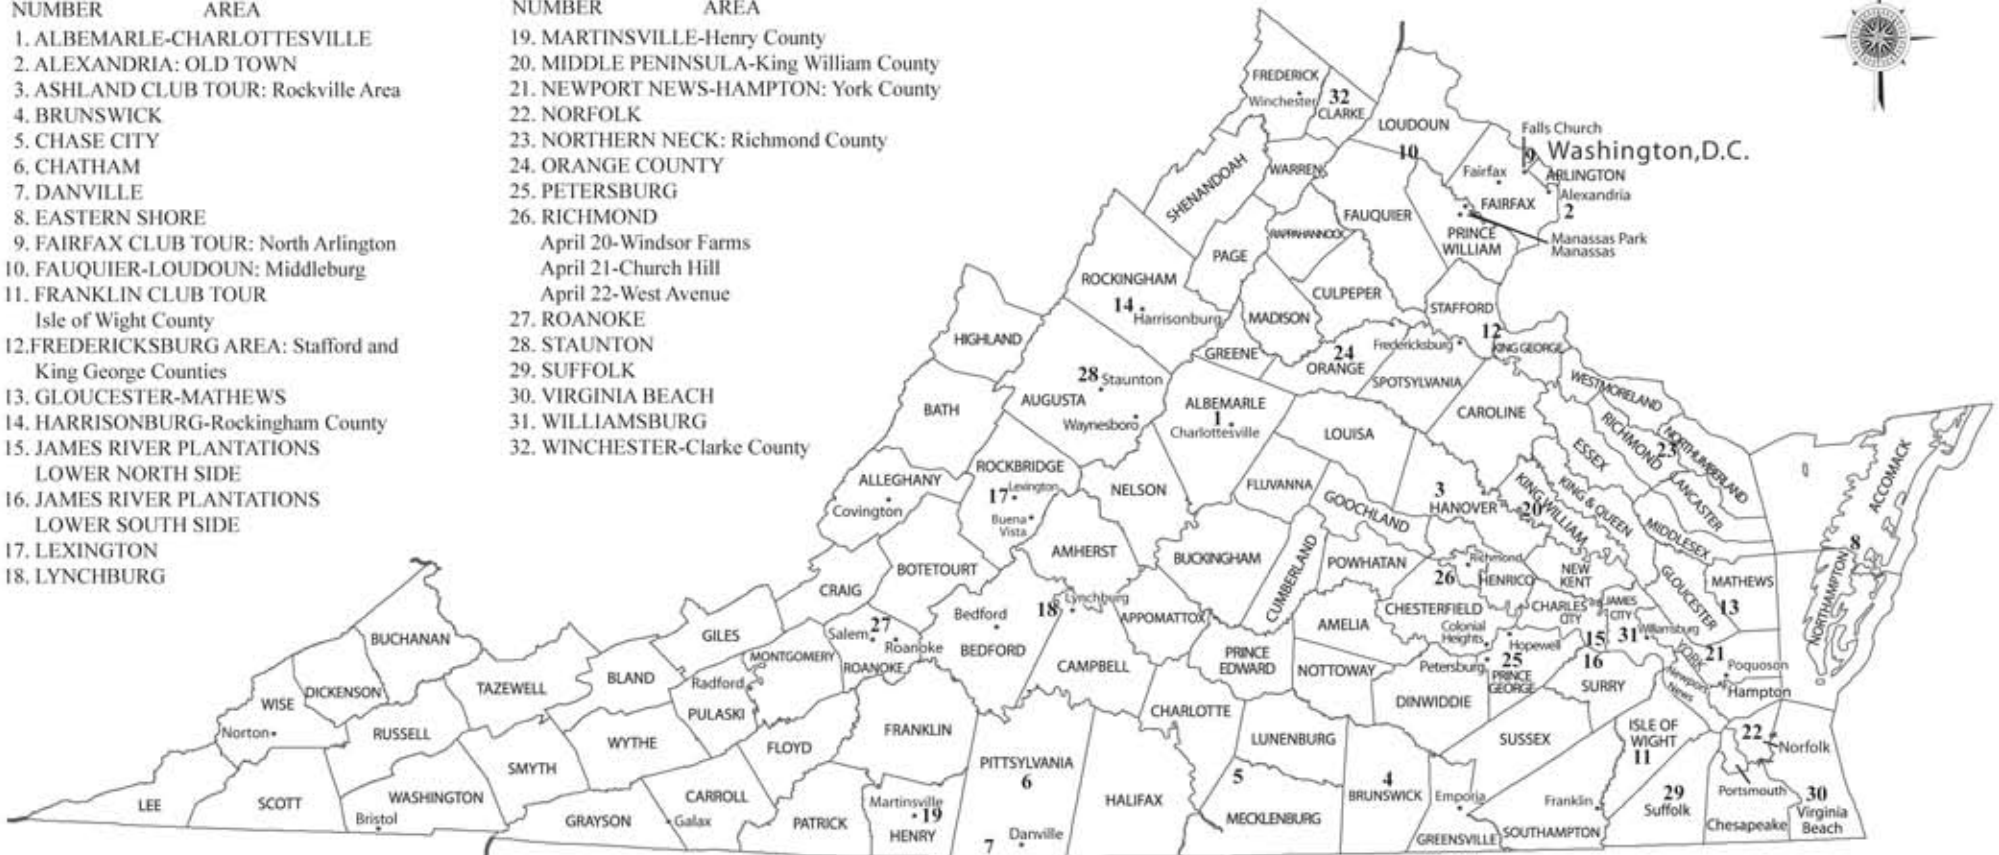 NUMBER AREA
1. ALBEMARLE-CHARLOTTESVILLE
2. ALEXANDRIA: OLD TOWN
3. ASHLAND CLUB TOUR: Rockville Area
4. BRUNSWICK
5. CHASE CITY
6. CHATHAM
7. DANVILLE
8. EASTERN SHORE
9. FAIRFAX CLUB TOUR: North Arlington
10. FAUQUIER-LOUDOUN: Middleburg
11. FRANKLIN CLUB TOUR
Isle of Wight County
12.FREDERICKSBURG AREA: Stafford and
King George Counties
13. GLOUCESTER-MATHEWS
14. HARRISONBURG-Rockingham County
15. JAMES RIVER PLANTATIONS
LOWER NORTH SIDE
16. JAMES RIVER PLANTATIONS
LOWER SOUTH SIDE
17. LEXINGTON
18. LYNCHBURG
NUMBER AREA
19. MARTINSVILLE-Henry County
20. MIDDLE PENINSULA-King William County
21. NEWPORT NEWS-HAMPTON: York County
22. NORFOLK
23. NORTHERN NECK: Richmond County
24. ORANGE COUNTY
25. PETERSBURG
26. RICHMOND
April 20-Windsor Farms
April 21-Church Hill
April 22-West Avenue
27. ROANOKE
28. STAUNTON
29. SUFFOLK
30. VIRGINIA BEACH
31. WILLIAMSBURG
32. WINCHESTER-Clarke County
FREDERICK
Winchester
32
CLARKE
LOUDOUN
10
Falls Church
9
Washington,D.C.
Fairfax
ARLINGTON
Alexandria
FAIRFAX
2
Manassas Park
Manassas
PRINCE
WILLIAM
SHENANDOAH
WARREN
FAUQUIER
RAPPAHANNOCK
PAGE
ROCKINGHAM
14
Harrisonburg
CULPEPER
MADISON
STAFFORD
12
KING GEORGE
HIGHLAND
GREENE
24
ORANGE
Fredericksburg
SPOTSYLVANIA
WESTMORELAND
28 Staunton
AUGUSTA
Waynesboro
BATH
ALBEMARLE
1
Charlottesville
LOUISA
CAROLINE
RICHMOND
NORTHUMBERLAND
23
ESSEX
LANCASTER
ACCOMACK
ROCKBRIDGE
17 Lexington
Buena
Vista
ALLEGHANY
Covington
NELSON
FLUVANNA
GOOCHLAND
3
HANOVER
KING WILLIAM
20
KING & QUEEN
MIDDLESEX
8
NORTHAMPTON
AMHERST
BUCKINGHAM
CUMBERLAND
POWHATAN
Richmond
26
HENRICO
NEW
KENT
GLOUCESTER
MATHEWS
13
BOTETOURT
CRAIG
Bedford
18 Lynchburg
APPOMATTOX
CHESTERFIELD
Colonial
Heights
CHARLES
CITY
JAMES
CITY
15
31 Williamsburg
Hopewell
AMELIA
GILES
Salem
27
Roanoke
ROANOKE
BEDFORD
BUCHANAN
MONTGOMERY
CAMPBELL
PRINCE
EDWARD
NOTTOWAY
Petersburg
25
PRINCE
GEORGE
16
SURRY
YORK
21
Poquoson
Newport
News
Hampton
DICKENSON
WISE
TAZEWELL
BLAND
Radford
PULASKI
DINWIDDIE
CHARLOTTE
Norton
RUSSELL
WYTHE
FLOYD
FRANKLIN
LUNENBURG
SUSSEX
ISLE OF
WIGHT
11
22
Norfolk
PITTSYLVANIA
6
SMYTH
5
4
BRUNSWICK
LEE
SCOTT
WASHINGTON
Bristol
CARROLL
GRAYSON
Galax
PATRICK
Martinsville
19
HENRY
HALIFAX
MECKLENBURG
Emporia
GREENSVILLE
Franklin
SOUTHAMPTON
29
Suffolk
Portsmouth
Chesapeake
30
Virginia
Beach
7
Danville